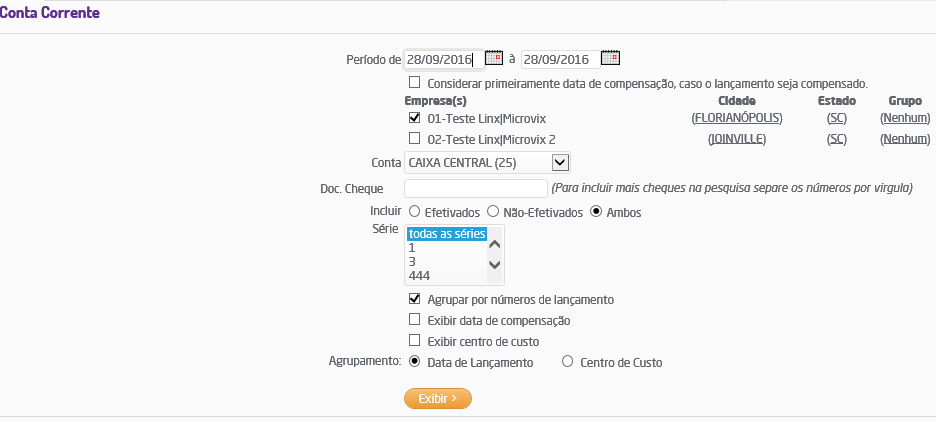 Conta Corrente
Período de 28/09/2016 à 28/09/2016
Considerar primeiramente data de compensação, caso o lançamento seja compensado.
Empresa(s) Cidade Estado Grupo
01-Teste Linx|Microvix (FLORIANÓPOLIS) (SC) (Nenhum)
02-Teste Linx|Microvix 2 (JOINVILLE) (SC) (Nenhum)
Conta CAIXA CENTRAL (25)
Doc. Cheque (Para incluir mais cheques na pesquisa separe os números por virgula)
Incluir Efetivados Não-Efetivados Ambos
Série todas as séries
1
3
444
Agrupar por números de lançamento
Exibir data de compensação
Exibir centro de custo
Agrupamento: Data de Lançamento Centro de Custo
Exibir >